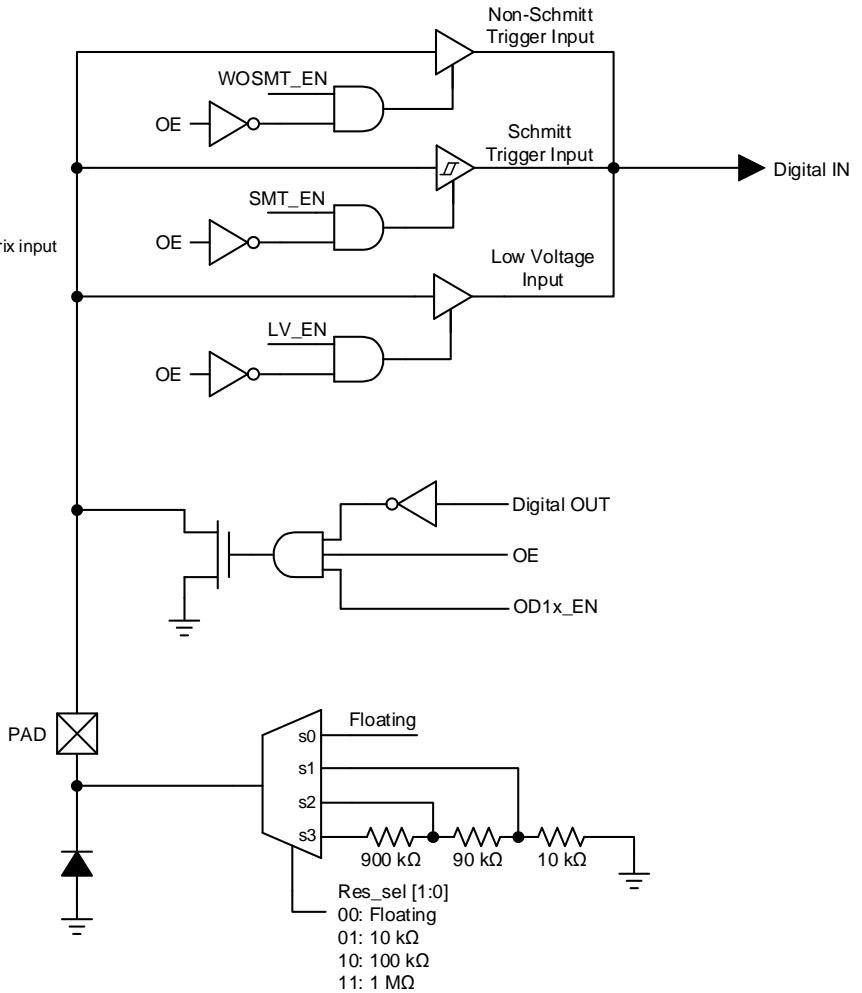 Non-Schmitt
Trigger Input
WOSMT_EN
OE
Schmitt
Trigger Input
Digital IN
SMT_EN
OE
rix input
Low Voltage
Input
LV_EN
OE
Digital OUT
OE
OD1x_EN
PAD
Floating
s0
s1
s2
s3
900 kΩ
90 kΩ
10 kΩ
Res_sel [1:0]
00: Floating
01: 10 kΩ
10: 100 kΩ
11: 1 MΩ